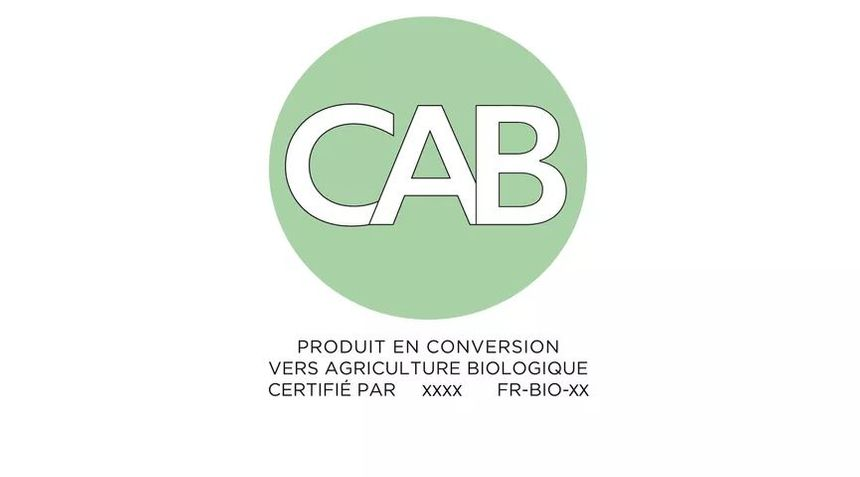 CAB
PRODUIT EN CONVERSION
VERS AGRICULTURE BIOLOGIQUE
CERTIFIÉ PAR xxxx FR-BIO-xx